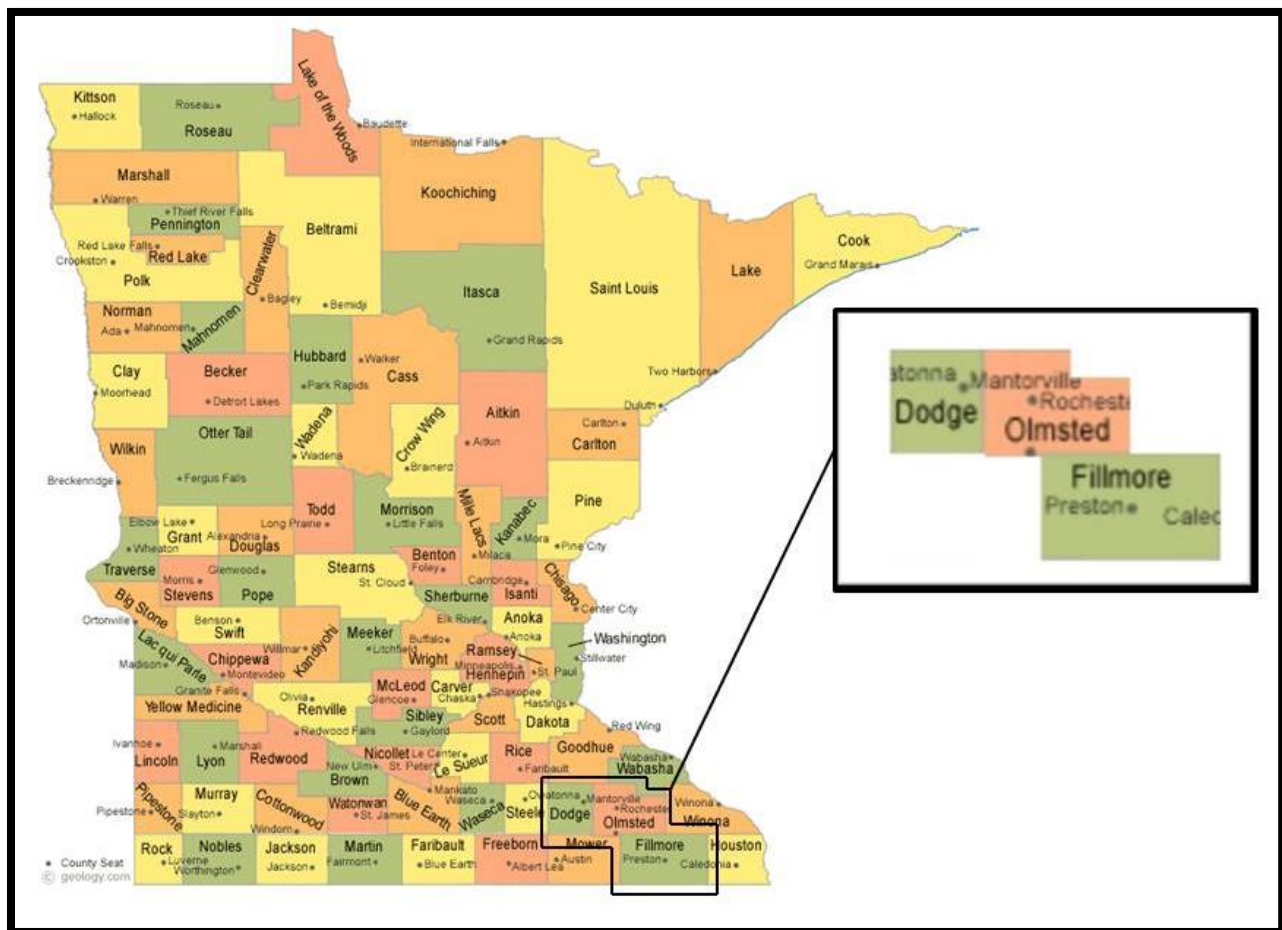 Kittson
Hallock
Roseau
Roseau
Lake of the Woods
Baudette
International Falls
Marshall
Warren
Koochiching
Thief River Falls
Pennington
Beltrami
Red Lake Falls
Red Lake
Crookston
Polk
Clearwater
Bagley
Bemidji
Cook
Grand Marais
Lake
Saint Louis
Itasca
Grand Rapids
Norman
Ada
Mahnomen
Mahnomen
Hubbard
Park Rapids
Walker
Cass
Two Harbors
Duluth
Clay
Moorhead
Becker
Detroit Lakes
Aitkin
Aitkin
Carlton
Carlton
Wadena
Wadena
Crow Wing
Brainerd
Otter Tail
Fergus Falls
Wilkin
Breckenridge
Todd
Long Prairie
Morrison
Little Falls
Mille Lacs
Milaca
Kanabec
Mora
Pine
Pine City
Elbow Lake
Grant
Alexandria
Douglas
Wheaton
Traverse
Morris
Stevens
Glenwood
Pope
Stearns
St. Cloud
Benton
Foley
Cambridge
Isanti
Chisago
Center City
Sherburne
Elk River
Anoka
Anoka
Washington
Stillwater
Big Stone
Ortonville
Benson
Swift
Willmar
Kandiyohi
Meeker
Litchfield
Buffalo
Wright
Ramsey
Minneapolis
Hennepin
St. Paul
Lac qui Parle
Madison
Chippewa
Montevideo
Granite Falls
Yellow Medicine
Olivia
Renville
McLeod
Glencoe
Carver
Chaska
Shakopee
Hastings
Scott
Dakota
Red Wing
Sibley
Gaylord
Redwood Falls
Ivanhoe
Lincoln
Marshall
Lyon
Redwood
New Ulm
Brown
Nicollet
St. Peter
Le Center
Le Sueur
Rice
Faribault
Goodhue
Wabasha
Wabasha
Pipestone
Pipestone
Murray
Slayton
Cottonwood
Windom
Watonwan
St. James
Blue Earth
Mankato
Waseca
Waseca
Owatonna
Steele
Dodge
Mantorville
Rochester
Olmsted
Winona
Winona
Rock
Luverne
Nobles
Worthington
Jackson
Jackson
Martin
Fairmont
Faribault
Blue Earth
Freeborn
Albert Lea
Mower
Austin
Fillmore
Preston
Houston
Caledonia
County Seat
© geology.com
atonna
Mantorville
Dodge
Rocheste
Olmsted
Fillmore
Preston
Calec